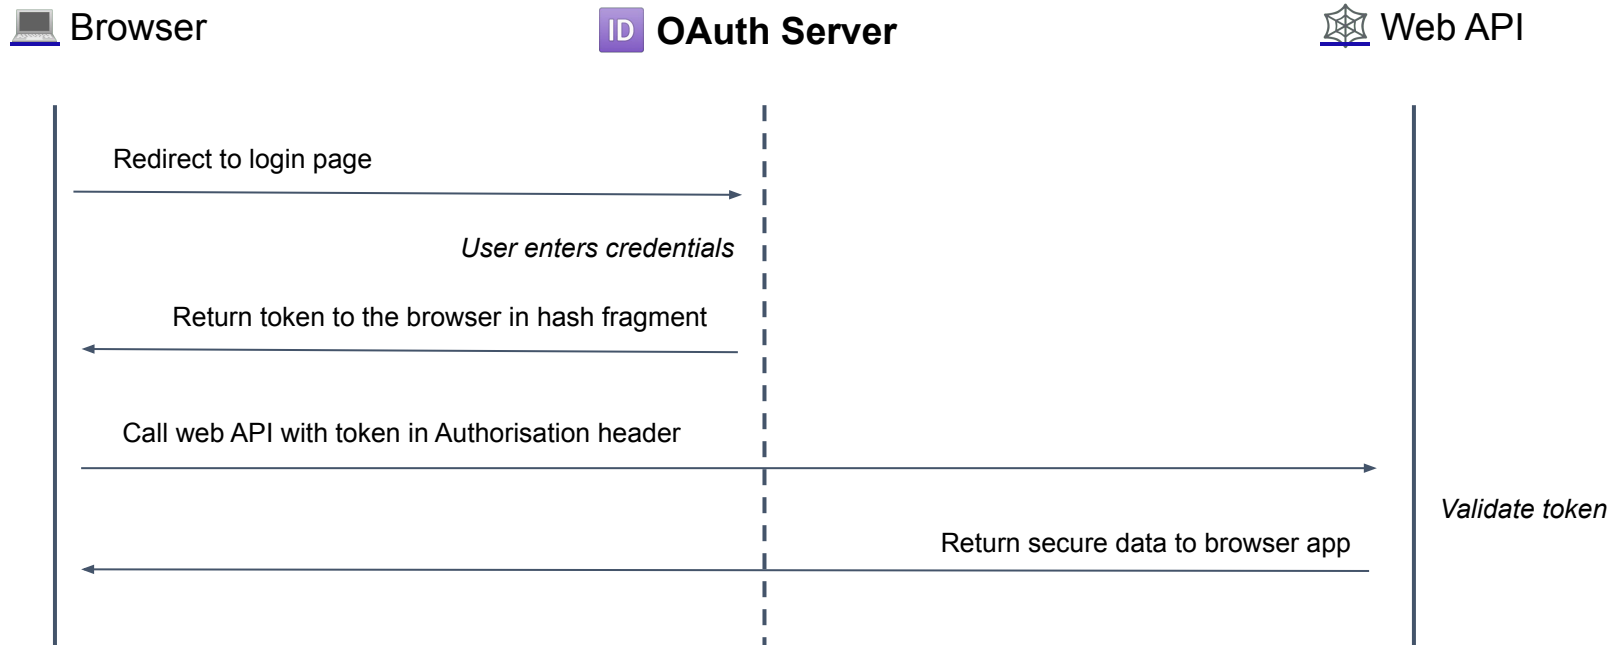 Browser
ID OAuth Server
Web API
Redirect to login page
User enters credentials
Return token to the browser in hash fragment
Call web API with token in Authorisation header
Validate token
Return secure data to browser app